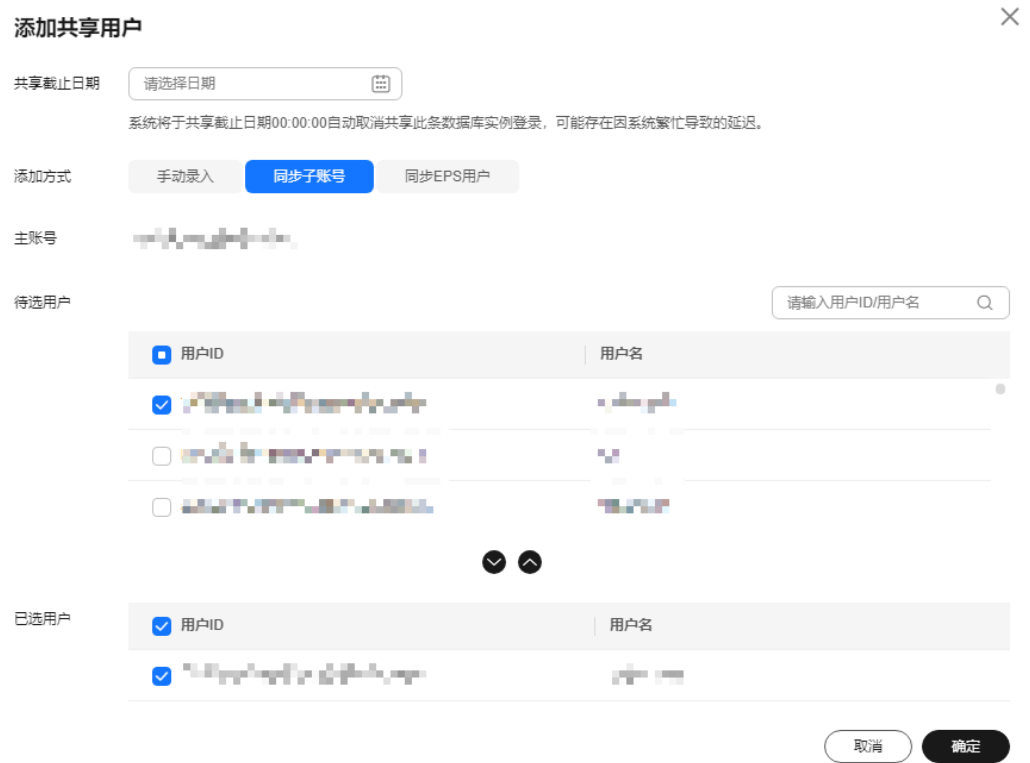 添加共享用户
共享截止日期 请选择日期
系统将于共享截止日期00:00:00自动取消共享此条数据库实例登录，可能存在因系统繁忙导致的延迟。
添加方式 手动录入 同步子账号 同步EPS用户
主账号
待选用户 请输入用户ID/用户名
用户ID 用户名
已选用户 用户ID 用户名
取消 确定